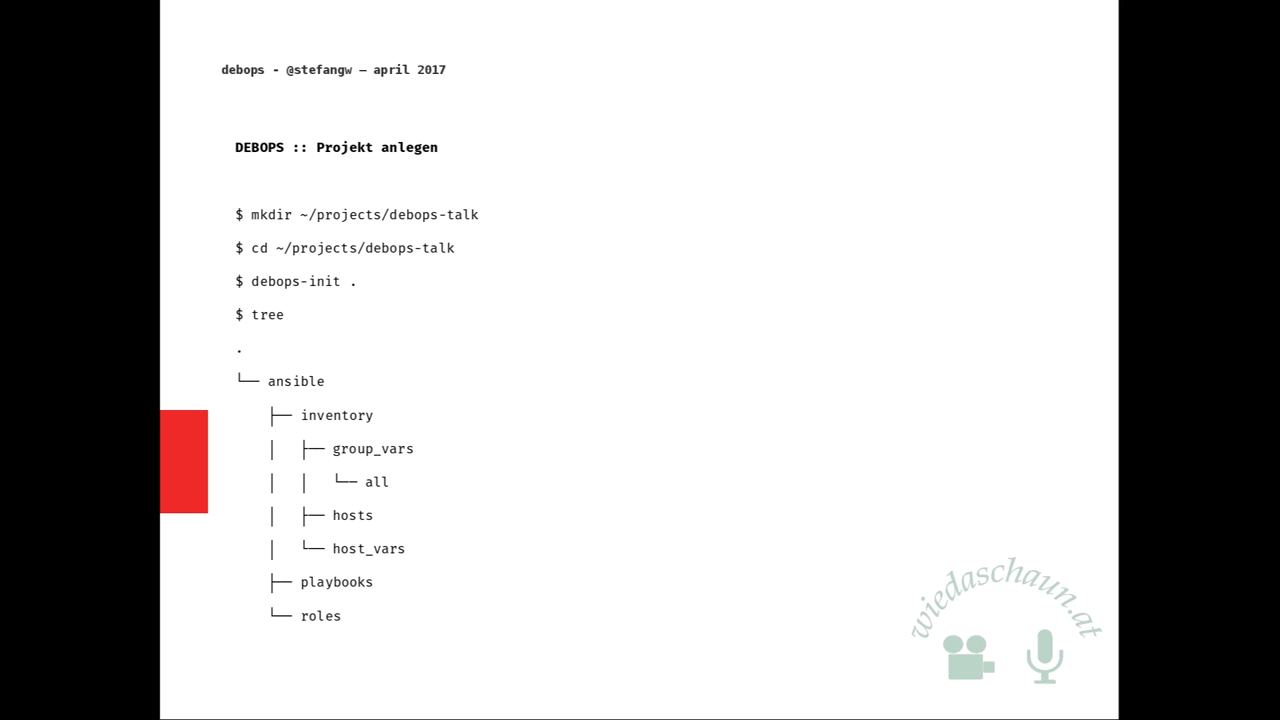 debops - @stefangw – april 2017
DEBOPS :: Projekt anlegen
$ mkdir ~/projects/debops-talk
$ cd ~/projects/debops-talk
$ debops-init .
$ tree
.
└── ansible
    ├── inventory
    │   ├── group_vars
    │   │   └── all
    │   ├── hosts
    │   └── host_vars
    ├── playbooks
    └── roles
wiedaschaun.at